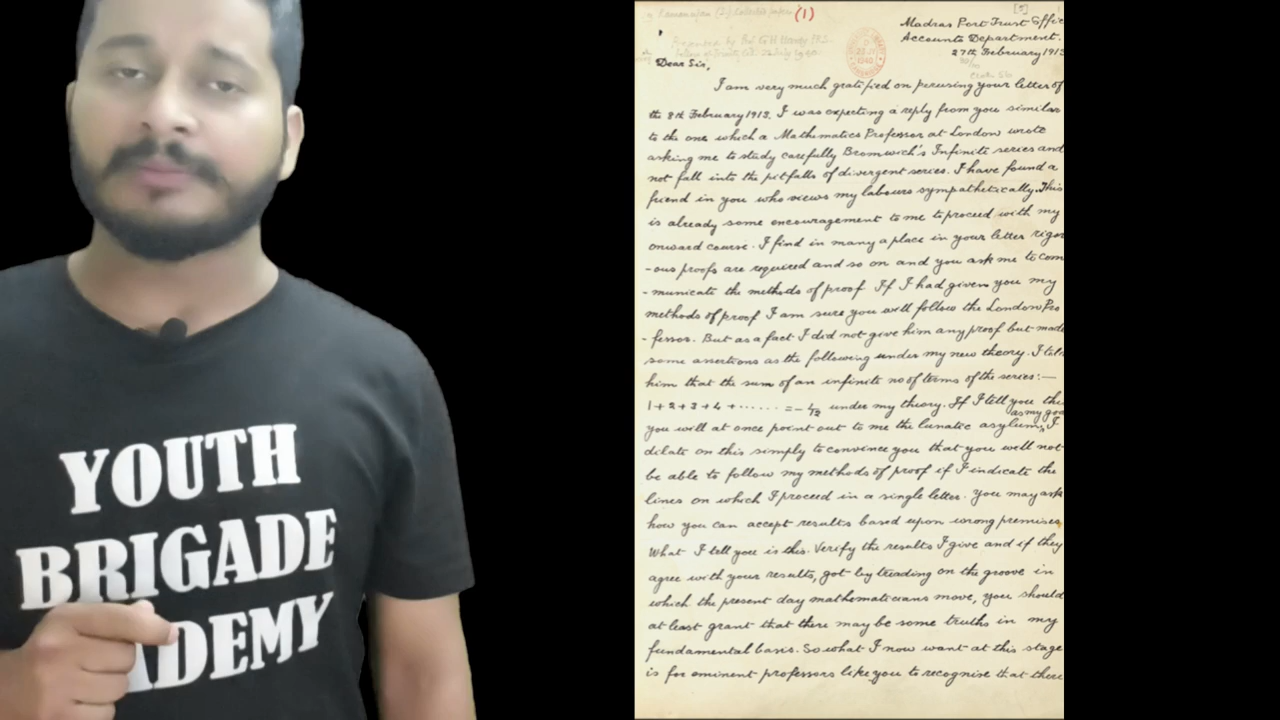 YOUTH
BRIGADE
ADEMY
(1)
Madras Port Trust Offic
Accounts Department.
27th February 1913
Dear Sir,
I am very much gratified on perusing your letter of
the 8th February 1913. I was expecting a reply from you similar
to the one which a Mathematics Professor at London wrote
asking me to study carefully Bromwich's Infinite series and
not fall into the pitfalls of divergent series. I have found a
friend in you who views my labours sympathetically. This
is already some encouragement to me to proceed with my
onward course. I find in many a place in your letter rigor
-ous proofs are required and so on and you ask me to com
-municate the methods of proof If I had given you my
methods of proof I am sure you will follow the London Pro
-fessor. But as a fact I did not give him any proof but made
some assertions as the following under my new theory. I told
him that the sum of an infinite no of terms of the series:—
1+2+3+4+ ······ = -1/12 under my theory. If I tell you this
as my goa
you will at once point out to me the lunatic asylum, I
dilate on this simply to convince you that you will not
be able to follow my methods of proof if I indicate the
lines on which I proceed in a single letter. You may ask
how you can accept results based upon wrong premises.
What I tell you is this. Verify the results I give and if they
agree with your results, got by treading on the groove in
which the present day mathematicians move, you should
at least grant that there may be some truths in my
fundamental basis. So what I now want at this stage
is for eminent professors like you to recognise that there